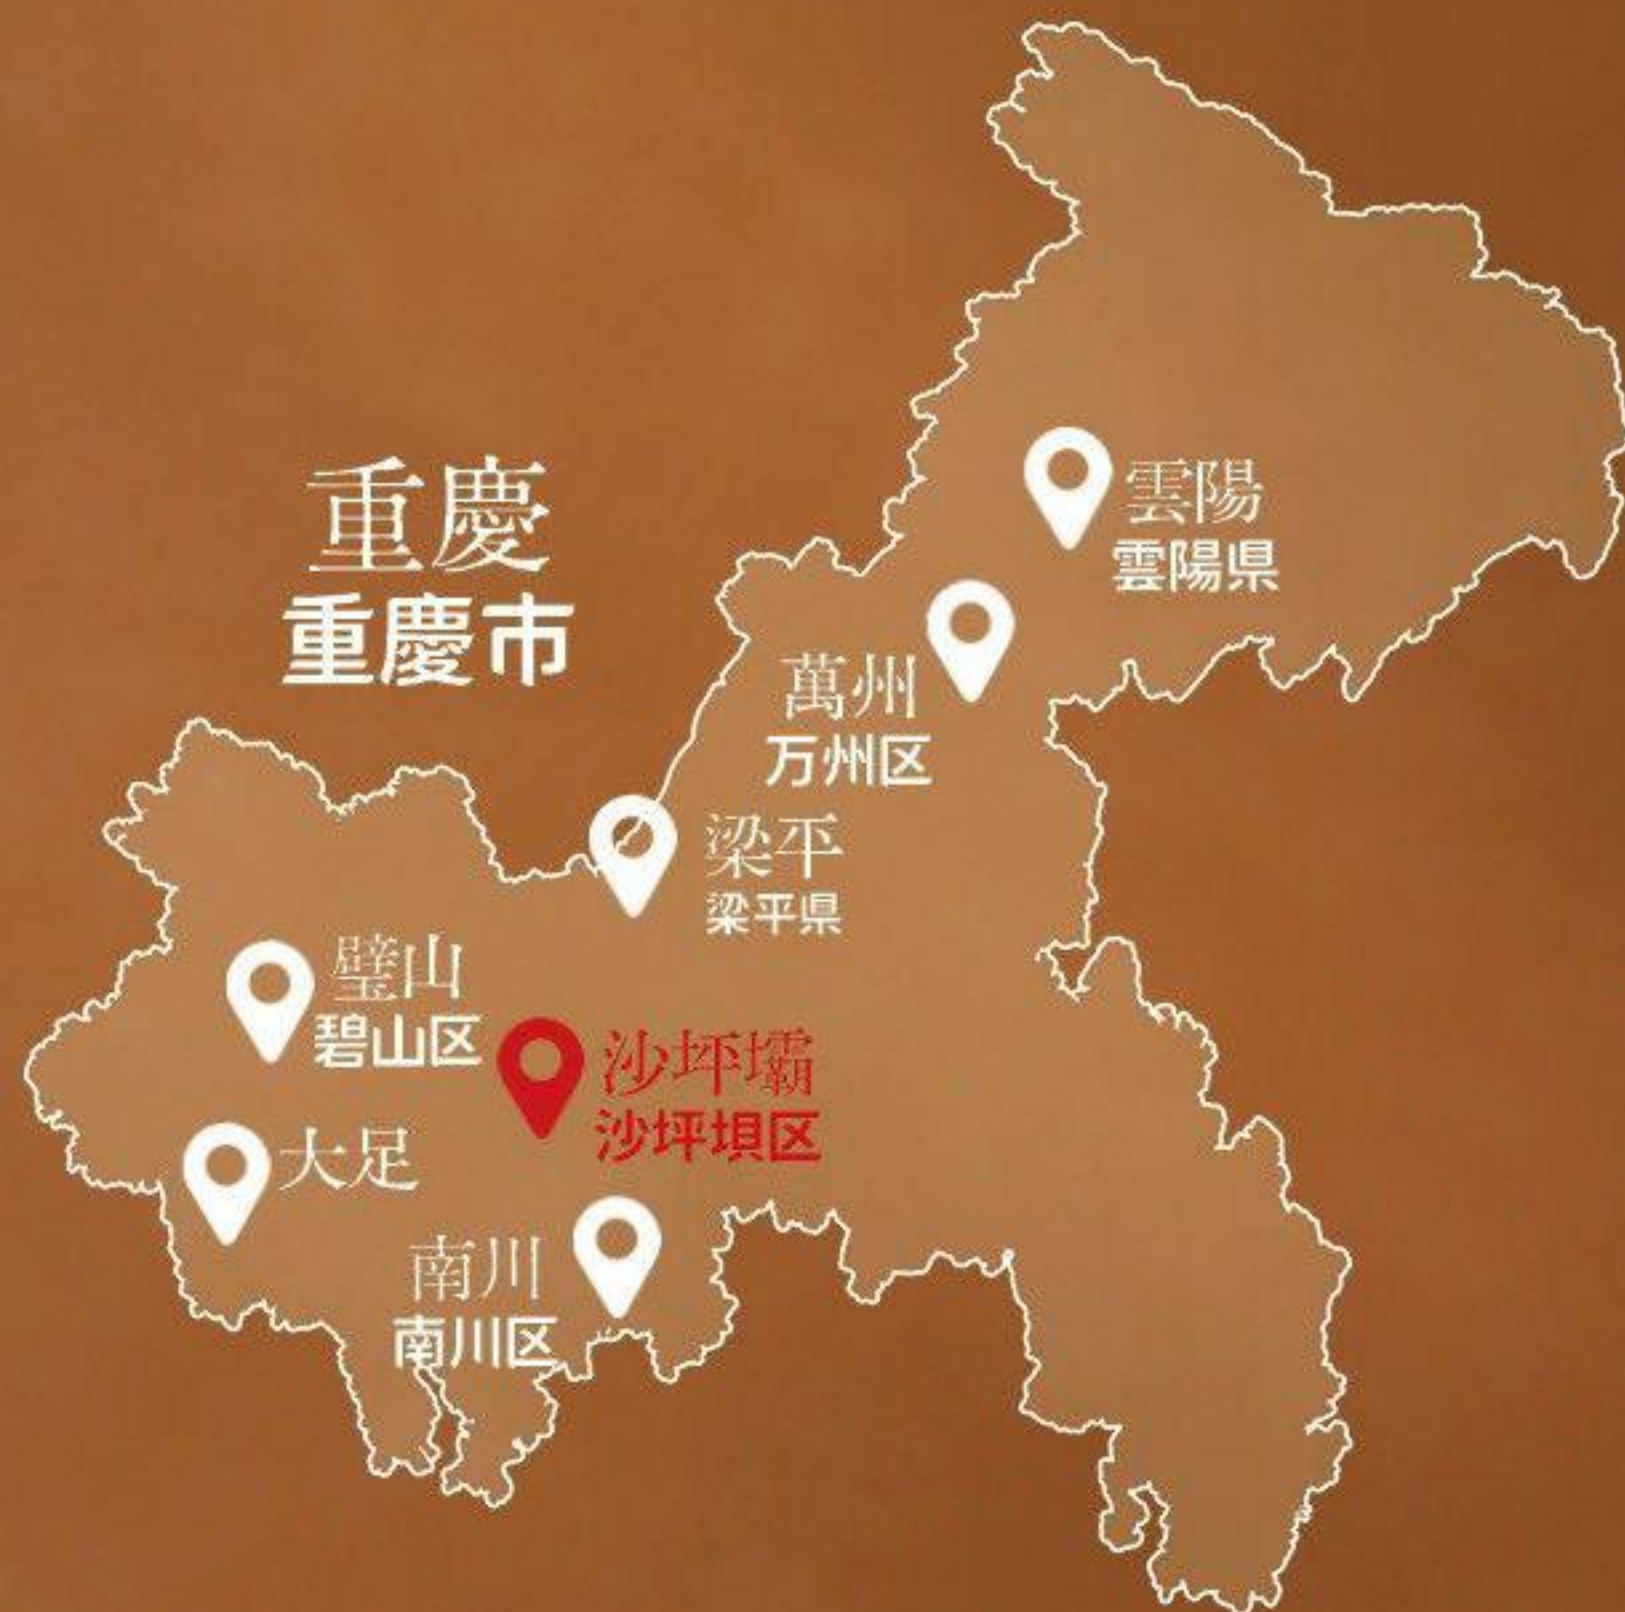 重慶
重慶市
雲陽
雲陽県
萬州
万州区
梁平
梁平県
璧山
碧山区
沙坪壩
沙坪坝区
大足
南川
南川区